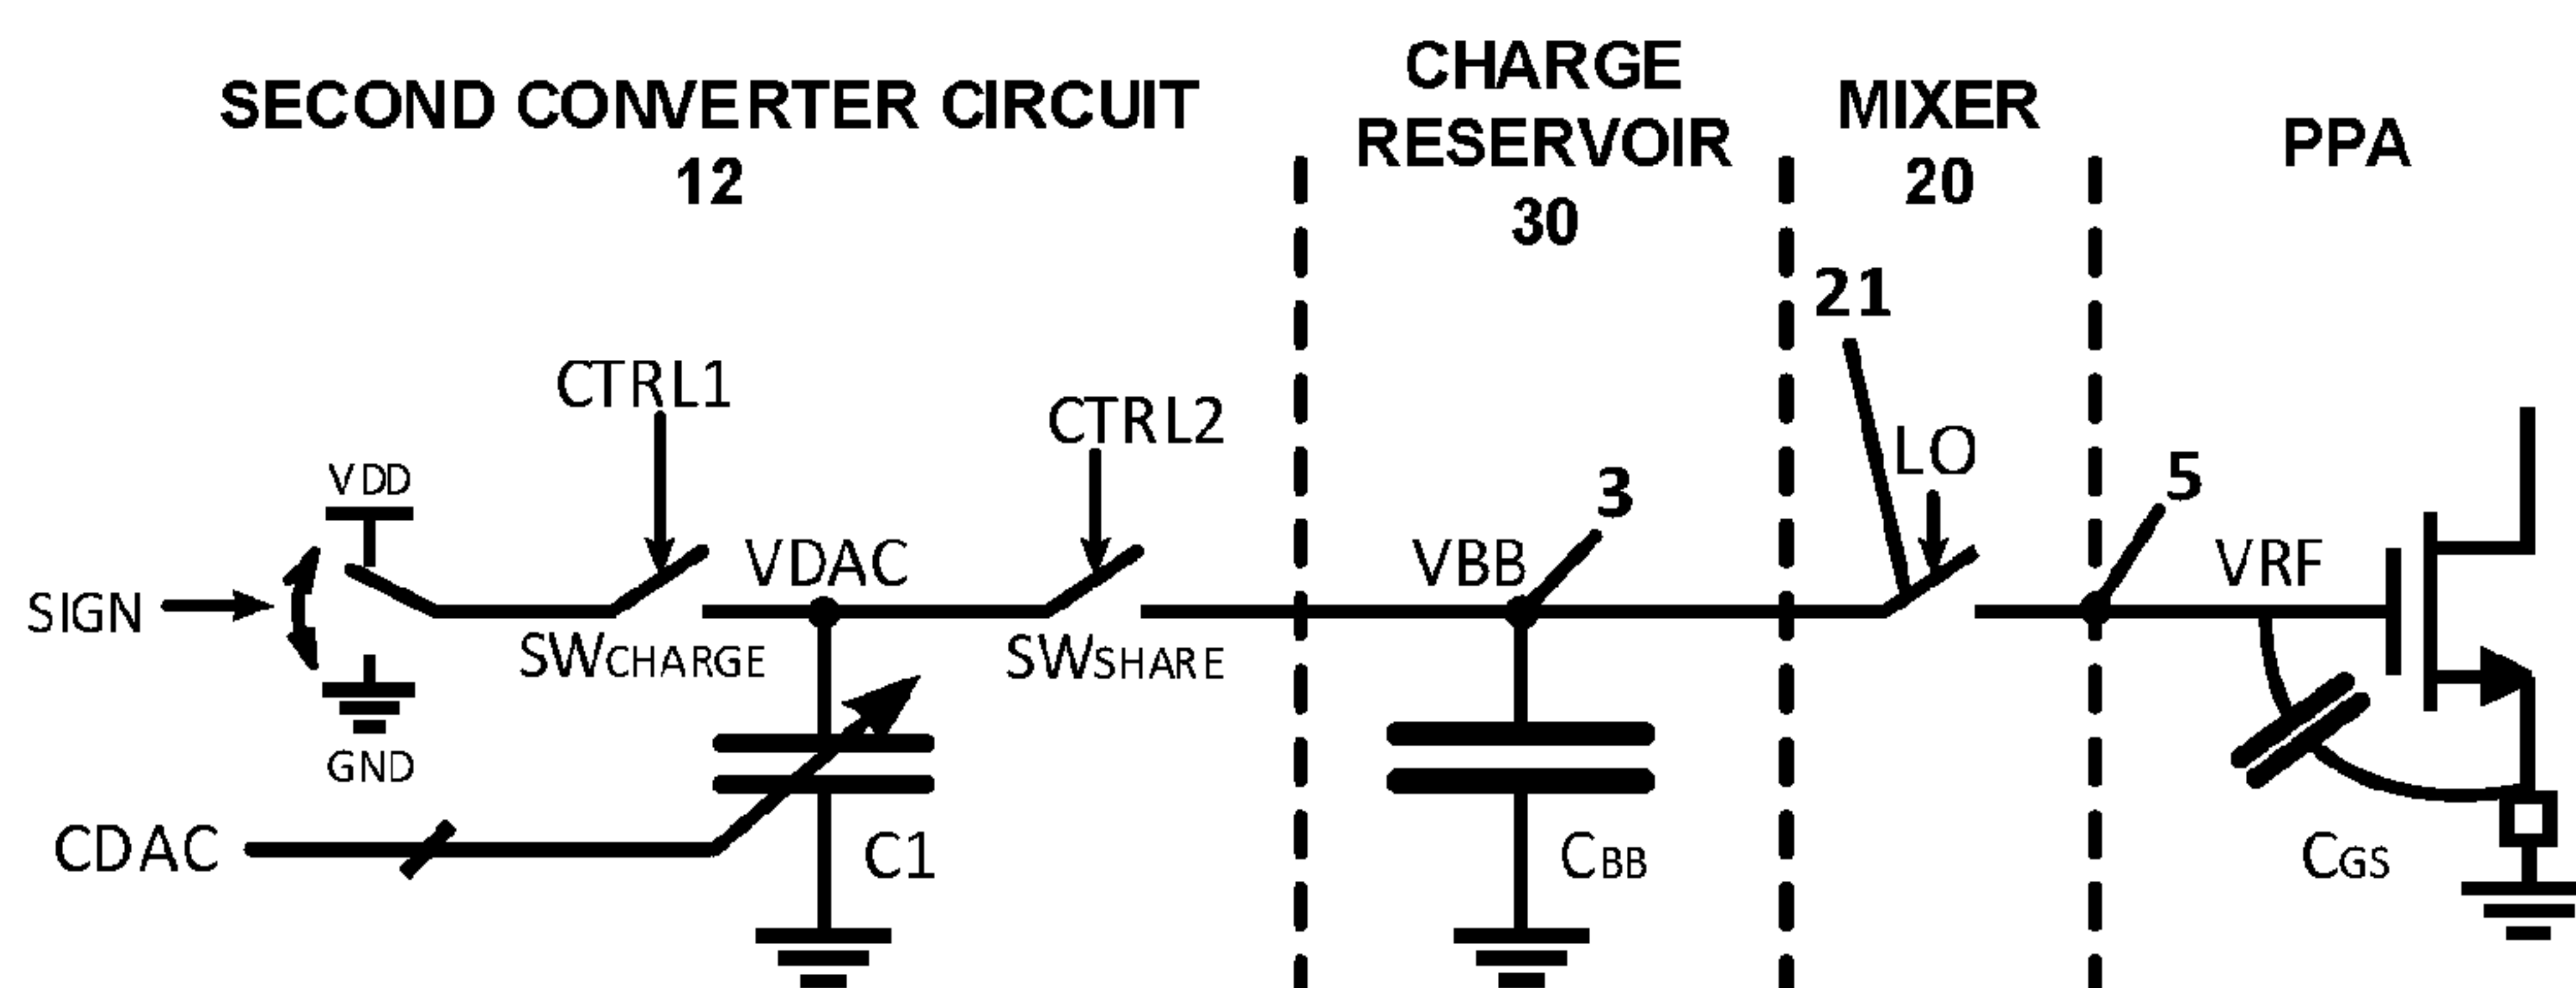 SECOND CONVERTER CIRCUIT
12
CHARGE
RESERVOIR
30
MIXER
20
PPA
21
CTRL1
CTRL2
LO
3
5
VDD
SIGN
VDAC
VBB
VRF
SWCHARGE
SWSHARE
GND
CDAC
C1
CBB
CGS